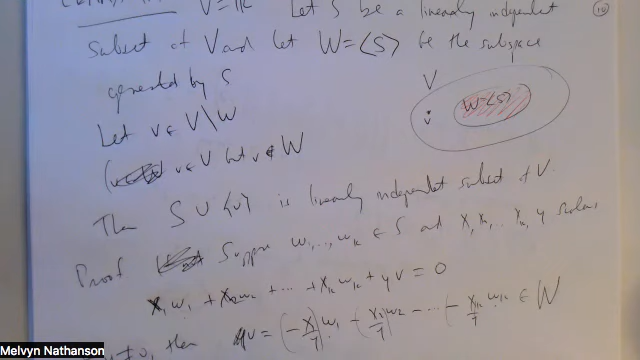 V = ℝ Let S be a linearly independent
10
subset of V and let W = <S> be the subspace
generated by S
V
W = <S>
v
Let v ∈ V \ W
v ∈ V but v ∉ W
Then S ∪ {v} is linearly independent subset of V.
Proof Suppose w₁, ..., wₖ ∈ S and x₁, x₂, ... xₖ, y scalars
x₁w₁ + x₂w₂ + ... + xₖwₖ + yv = 0
≠ 0, then v = (-x₁/y) w₁ - (x₂/y) w₂ - ... - xₖ/y wₖ ∈ W
Melvyn Nathanson